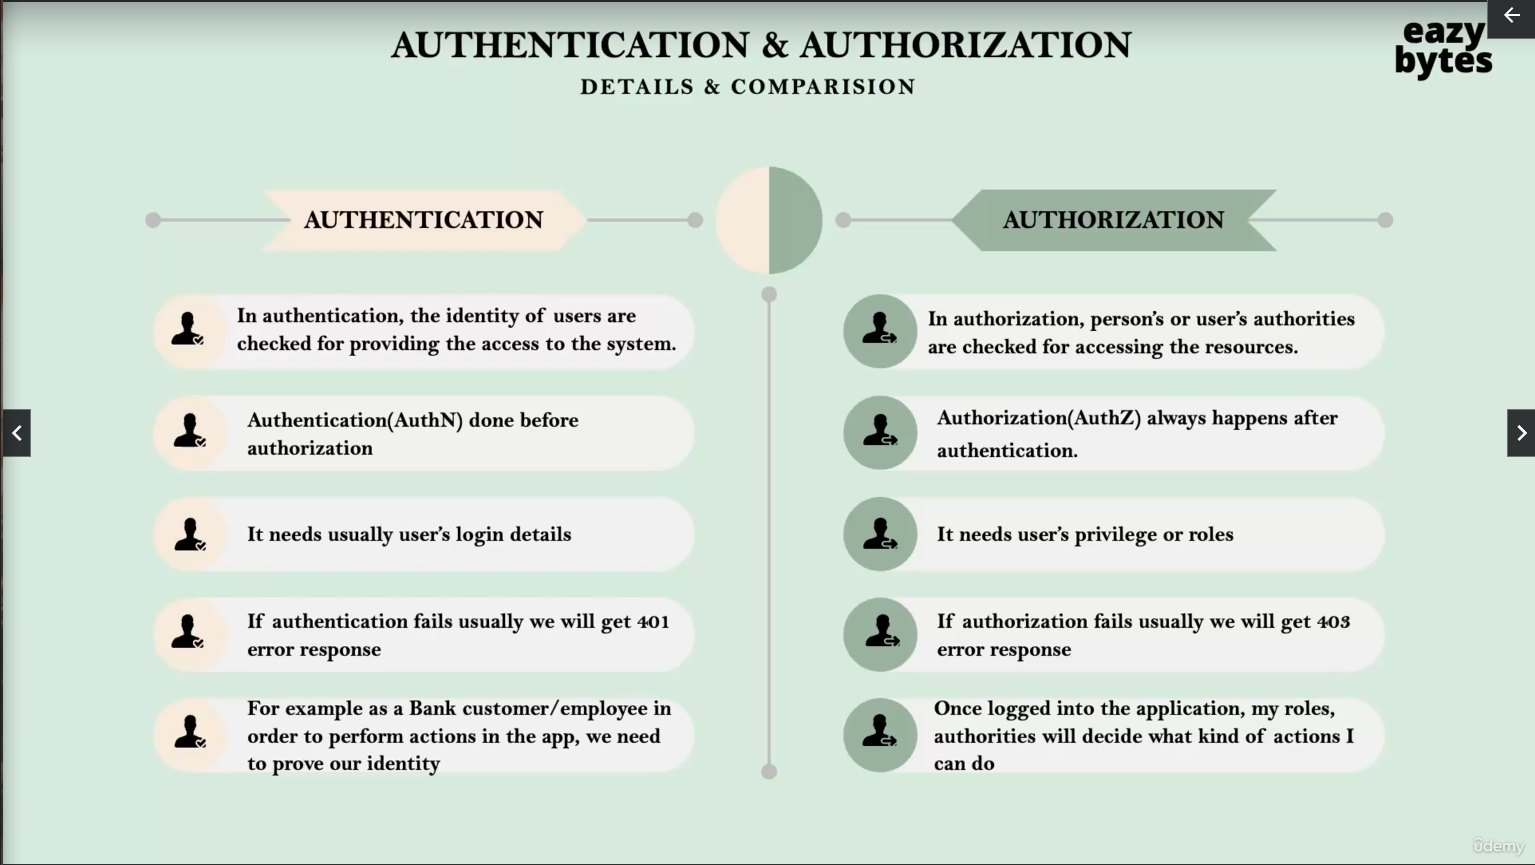 AUTHENTICATION & AUTHORIZATION
DETAILS & COMPARISION
eazy
bytes
AUTHENTICATION
In authentication, the identity of users are
checked for providing the access to the system.
Authentication(AuthN) done before
authorization
It needs usually user's login details
If authentication fails usually we will get 401
error response
For example as a Bank customer/employee in
order to perform actions in the app, we need
to prove our identity
AUTHORIZATION
In authorization, person's or user's authorities
are checked for accessing the resources.
Authorization(AuthZ) always happens after
authentication.
It needs user's privilege or roles
If authorization fails usually we will get 403
error response
Once logged into the application, my roles,
authorities will decide what kind of actions I
can do
ûdemy